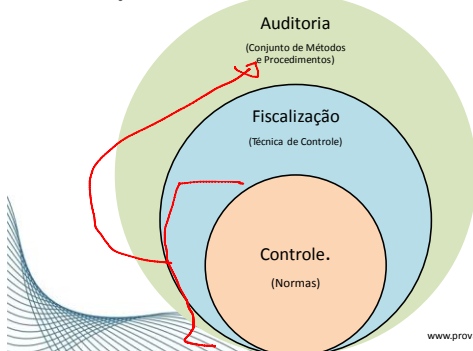 Auditoria
(Conjunto de Métodos
e Procedimentos)
Fiscalização
(Técnica de Controle)
Controle.
(Normas)
www.prov